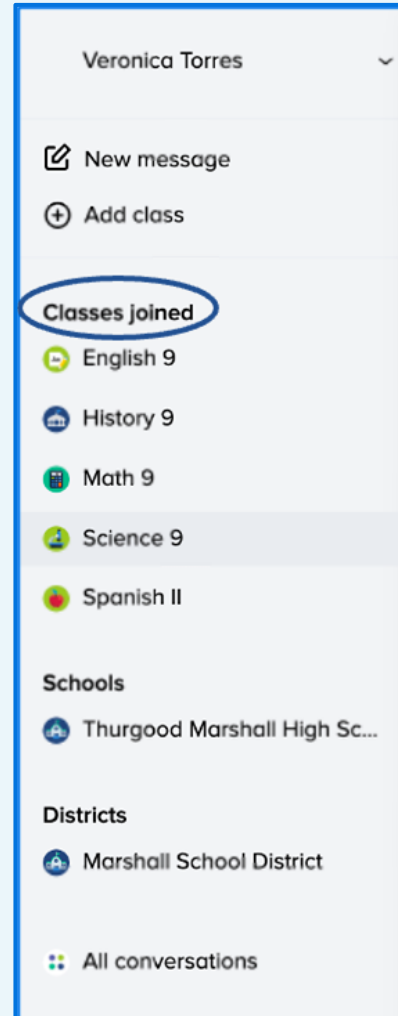 Veronica Torres
New message
Add class
Classes joined
English 9
History 9
Math 9
Science 9
Spanish II
Schools
Thurgood Marshall High Sc...
Districts
Marshall School District
All conversations